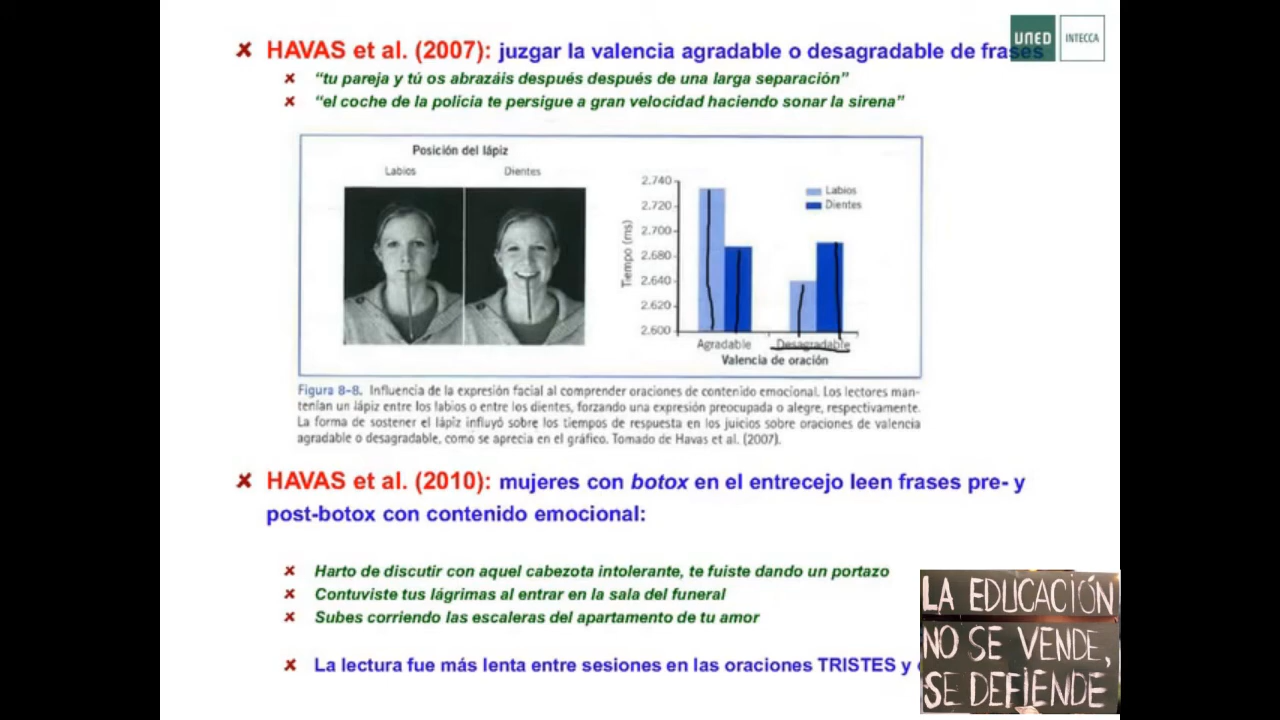 HAVAS et al. (2007): juzgar la valencia agradable o desagradable de frases
UNED INTECCA
"tu pareja y tú os abrazáis después después de una larga separación"
"el coche de la policia te persigue a gran velocidad haciendo sonar la sirena"
Posición del lápiz
Labios Dientes
2.740
2.720
2.700
2.680
2.640
2.620
2.600
Tiempo (ms)
Labios
Dientes
Agradable Desagradable
Valencia de oración
Figura 8-8. Influencia de la expresión facial al comprender oraciones de contenido emocional. Los lectores man-
tenían un lápiz entre los labios o entre los dientes, forzando una expresión preocupada o alegre, respectivamente.
La forma de sostener el lápiz influyó sobre los tiempos de respuesta en los juicios sobre oraciones de valencia
agradable o desagradable, como se aprecia en el gráfico. Tomado de Havas et al. (2007).
HAVAS et al. (2010): mujeres con botox en el entrecejo leen frases pre- y
post-botox con contenido emocional:
Harto de discutir con aquel cabezota intolerante, te fuiste dando un portazo
Contuviste tus lágrimas al entrar en la sala del funeral
Subes corriendo las escaleras del apartamento de tu amor
La lectura fue más lenta entre sesiones en las oraciones TRISTES y
LA EDUCACIÓN
NO SE VENDE,
SE DEFIENDE